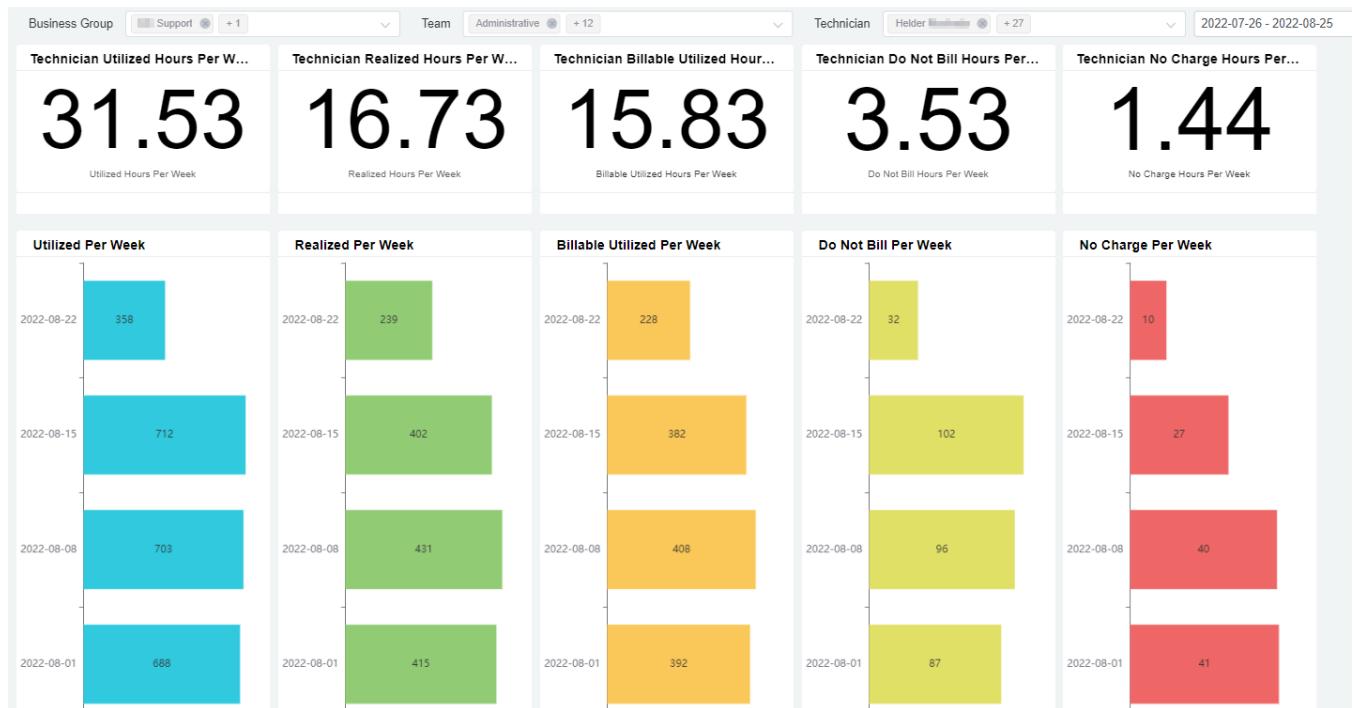 Business Group Support + 1 Team Administrative + 12 Technician Helder + 27 2022-07-26 - 2022-08-25
Technician Utilized Hours Per W... Technician Realized Hours Per W... Technician Billable Utilized Hour... Technician Do Not Bill Hours Per... Technician No Charge Hours Per...
31.53 16.73 15.83 3.53 1.44
Utilized Hours Per Week Realized Hours Per Week Billable Utilized Hours Per Week Do Not Bill Hours Per Week No Charge Hours Per Week
Utilized Per Week Realized Per Week Billable Utilized Per Week Do Not Bill Per Week No Charge Per Week
2022-08-22 358 2022-08-22 239 2022-08-22 228 2022-08-22 32 2022-08-22 10
2022-08-15 712 2022-08-15 402 2022-08-15 382 2022-08-15 102 2022-08-15 27
2022-08-08 703 2022-08-08 431 2022-08-08 408 2022-08-08 96 2022-08-08 40
2022-08-01 688 2022-08-01 415 2022-08-01 392 2022-08-01 87 2022-08-01 41